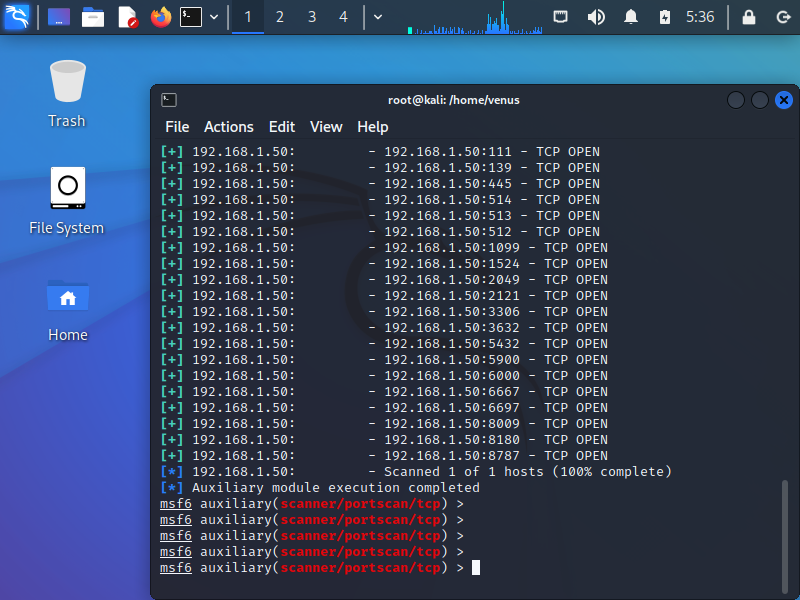 1 2 3 4 5:36
Trash
File System
Home
root@kali: /home/venus
File Actions Edit View Help
[+] 192.168.1.50: - 192.168.1.50:111 - TCP OPEN
[+] 192.168.1.50: - 192.168.1.50:139 - TCP OPEN
[+] 192.168.1.50: - 192.168.1.50:445 - TCP OPEN
[+] 192.168.1.50: - 192.168.1.50:514 - TCP OPEN
[+] 192.168.1.50: - 192.168.1.50:513 - TCP OPEN
[+] 192.168.1.50: - 192.168.1.50:512 - TCP OPEN
[+] 192.168.1.50: - 192.168.1.50:1099 - TCP OPEN
[+] 192.168.1.50: - 192.168.1.50:1524 - TCP OPEN
[+] 192.168.1.50: - 192.168.1.50:2049 - TCP OPEN
[+] 192.168.1.50: - 192.168.1.50:2121 - TCP OPEN
[+] 192.168.1.50: - 192.168.1.50:3306 - TCP OPEN
[+] 192.168.1.50: - 192.168.1.50:3632 - TCP OPEN
[+] 192.168.1.50: - 192.168.1.50:5432 - TCP OPEN
[+] 192.168.1.50: - 192.168.1.50:5900 - TCP OPEN
[+] 192.168.1.50: - 192.168.1.50:6000 - TCP OPEN
[+] 192.168.1.50: - 192.168.1.50:6667 - TCP OPEN
[+] 192.168.1.50: - 192.168.1.50:6697 - TCP OPEN
[+] 192.168.1.50: - 192.168.1.50:8009 - TCP OPEN
[+] 192.168.1.50: - 192.168.1.50:8180 - TCP OPEN
[+] 192.168.1.50: - 192.168.1.50:8787 - TCP OPEN
[*] 192.168.1.50: - Scanned 1 of 1 hosts (100% complete)
[*] Auxiliary module execution completed
msf6 auxiliary(scanner/portscan/tcp) >
msf6 auxiliary(scanner/portscan/tcp) >
msf6 auxiliary(scanner/portscan/tcp) >
msf6 auxiliary(scanner/portscan/tcp) >
msf6 auxiliary(scanner/portscan/tcp) >